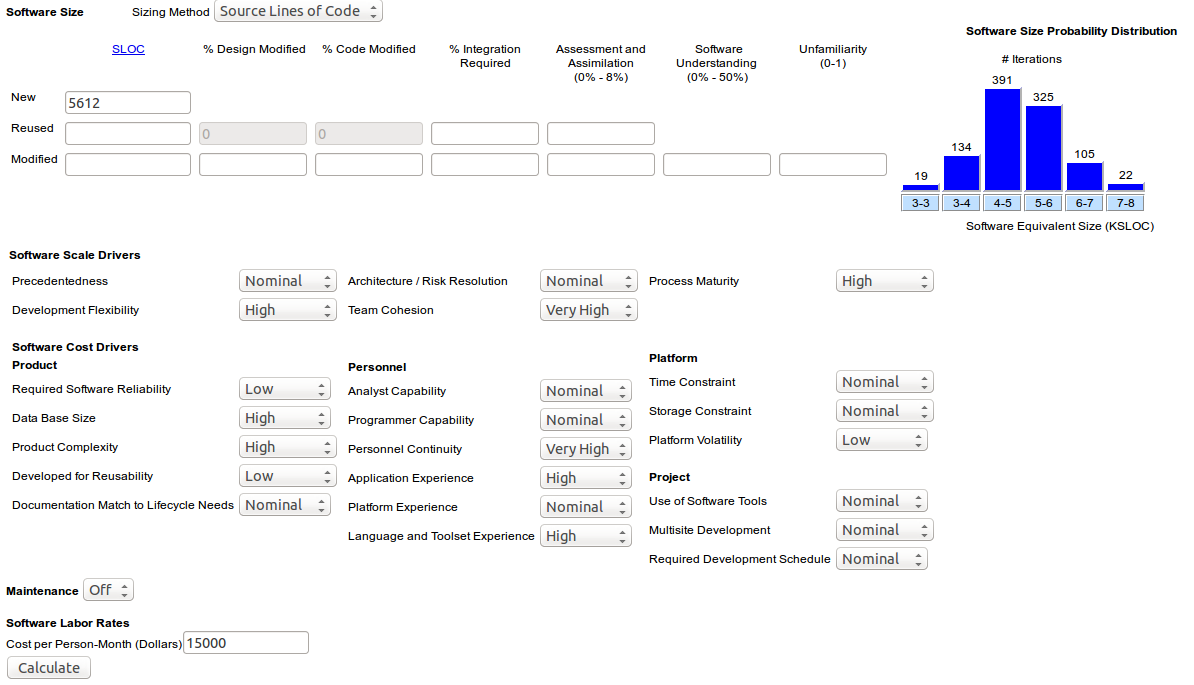 Software Size Sizing Method Source Lines of Code
Software Size Probability Distribution
SLOC % Design Modified % Code Modified % Integration Required Assessment and Assimilation (0% - 8%) Software Understanding (0% - 50%) Unfamiliarity (0-1)
New 5612
Reused 0 0
Modified
# Iterations
391
325
134
105
19
22
3-3 3-4 4-5 5-6 6-7 7-8
Software Equivalent Size (KSLOC)
Software Scale Drivers
Precedentedness Nominal Architecture / Risk Resolution Nominal Process Maturity High
Development Flexibility High Team Cohesion Very High
Software Cost Drivers
Product
Required Software Reliability Low
Data Base Size High
Product Complexity High
Developed for Reusability Low
Documentation Match to Lifecycle Needs Nominal
Personnel
Analyst Capability Nominal
Programmer Capability Nominal
Personnel Continuity Very High
Application Experience High
Platform Experience Nominal
Language and Toolset Experience High
Platform
Time Constraint Nominal
Storage Constraint Nominal
Platform Volatility Low
Project
Use of Software Tools Nominal
Multisite Development Nominal
Required Development Schedule Nominal
Maintenance Off
Software Labor Rates
Cost per Person-Month (Dollars) 15000
Calculate